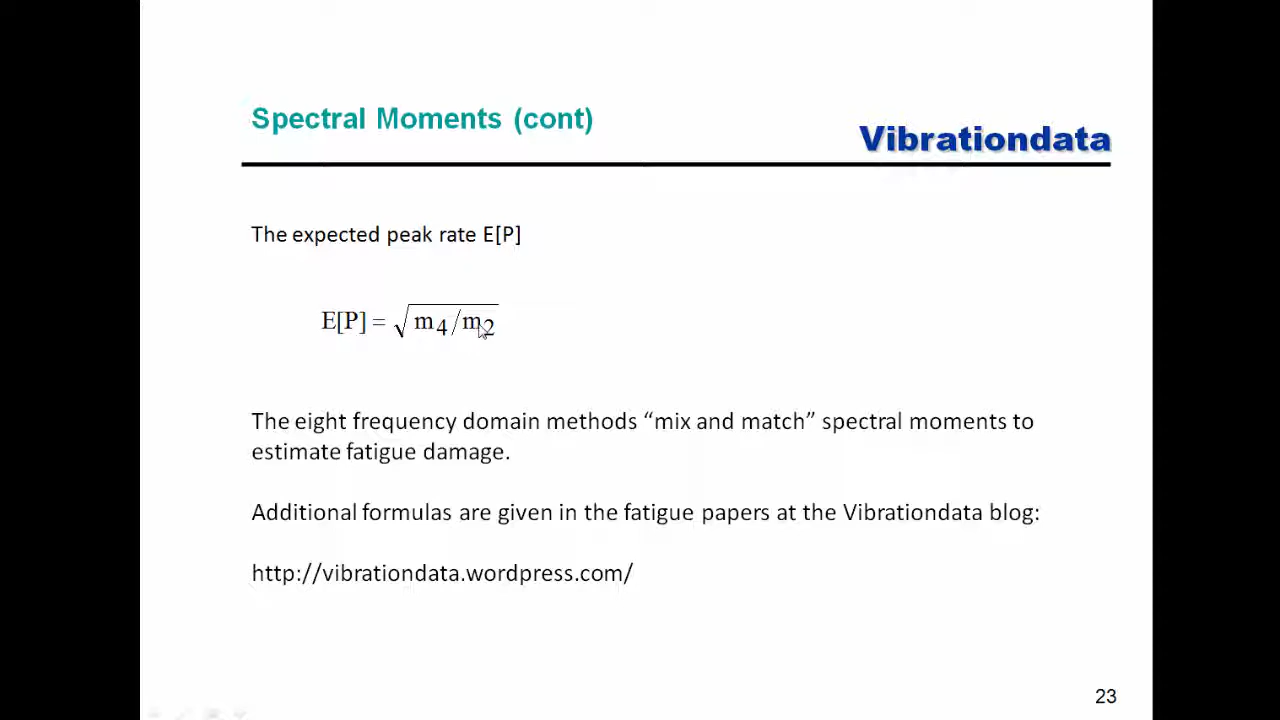 Spectral Moments (cont)
Vibrationdata
The expected peak rate E[P]
E[P] = √m₄/m₂
The eight frequency domain methods “mix and match” spectral moments to
estimate fatigue damage.
Additional formulas are given in the fatigue papers at the Vibrationdata blog:
http://vibrationdata.wordpress.com/
23